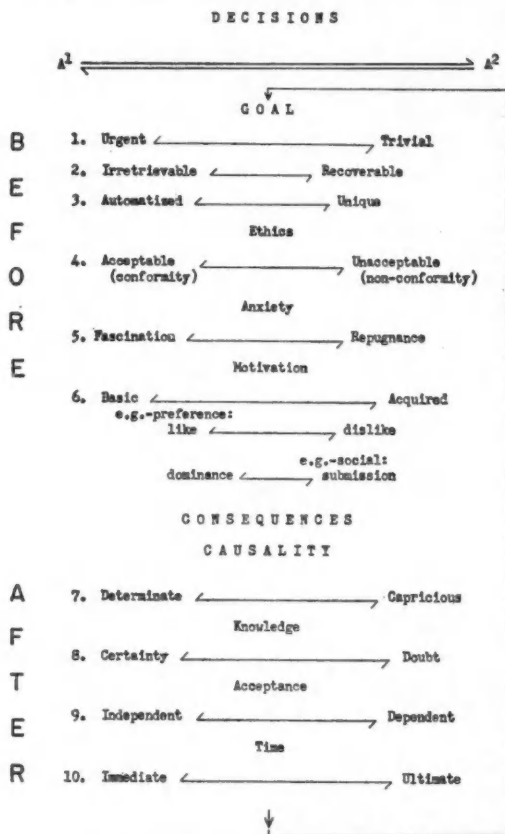 DECISIONS
A1 A2
GOAL
BEFORE
1. Urgent Trivial
2. Irretrievable Recoverable
3. Automatized Unique
Ethics
4. Acceptable Unacceptable
(conformity) (non-conformity)
Anxiety
5. Fascination Repugnance
Motivation
6. Basic Acquired
e.g.-preference:
like dislike
e.g.-social:
dominance submission
CONSEQUENCES
CAUSALITY
AFTER
7. Determinate Capricious
Knowledge
8. Certainty Doubt
Acceptance
9. Independent Dependent
Time
10. Immediate Ultimate